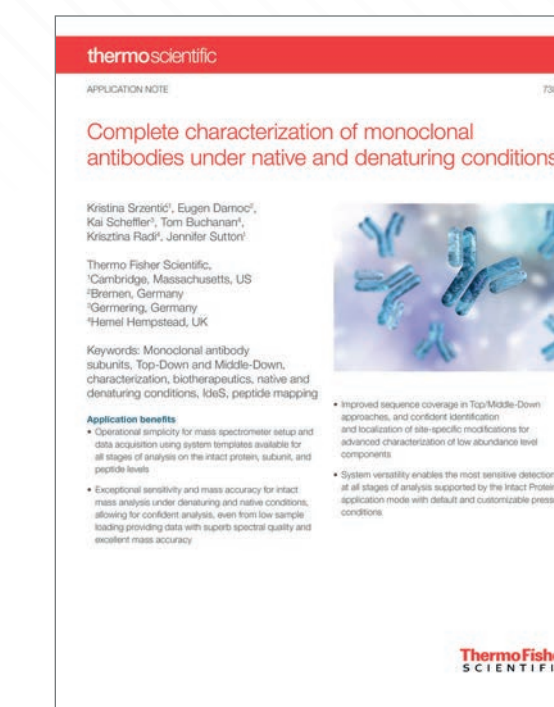 thermoscientific
APPLICATION NOTE
Complete characterization of monoclonal
antibodies under native and denaturing conditions
Kristina Srzentić¹, Eugen Damoc²,
Kai Scheffler³, Tom Buchanan⁴,
Krisztina Radi⁴, Jennifer Sutton¹
Thermo Fisher Scientific,
¹Cambridge, Massachusetts, US
²Bremen, Germany
³Germering, Germany
⁴Hemel Hempstead, UK
Keywords: Monoclonal antibody
subunits, Top-Down and Middle-Down,
characterization, biotherapeutics, native and
denaturing conditions, IdeS, peptide mapping
Application benefits
• Operational simplicity for mass spectrometer setup and
data acquisition using system templates available for
all stages of analysis on the intact protein, subunit, and
peptide levels
• Exceptional sensitivity and mass accuracy for intact
mass analysis under denaturing and native conditions,
allowing for confident analysis, even from low sample
loading providing data with superb spectral quality and
excellent mass accuracy
• Improved sequence coverage in Top/Middle-Down
approaches, and confident identification
and localization of site-specific modifications for
advanced characterization of low abundance level
components
• System versatility enables the most sensitive detection
at all stages of analysis supported by the Intact Protein
application mode with default and customizable press
conditions
ThermoFishe
SCIENTIFI